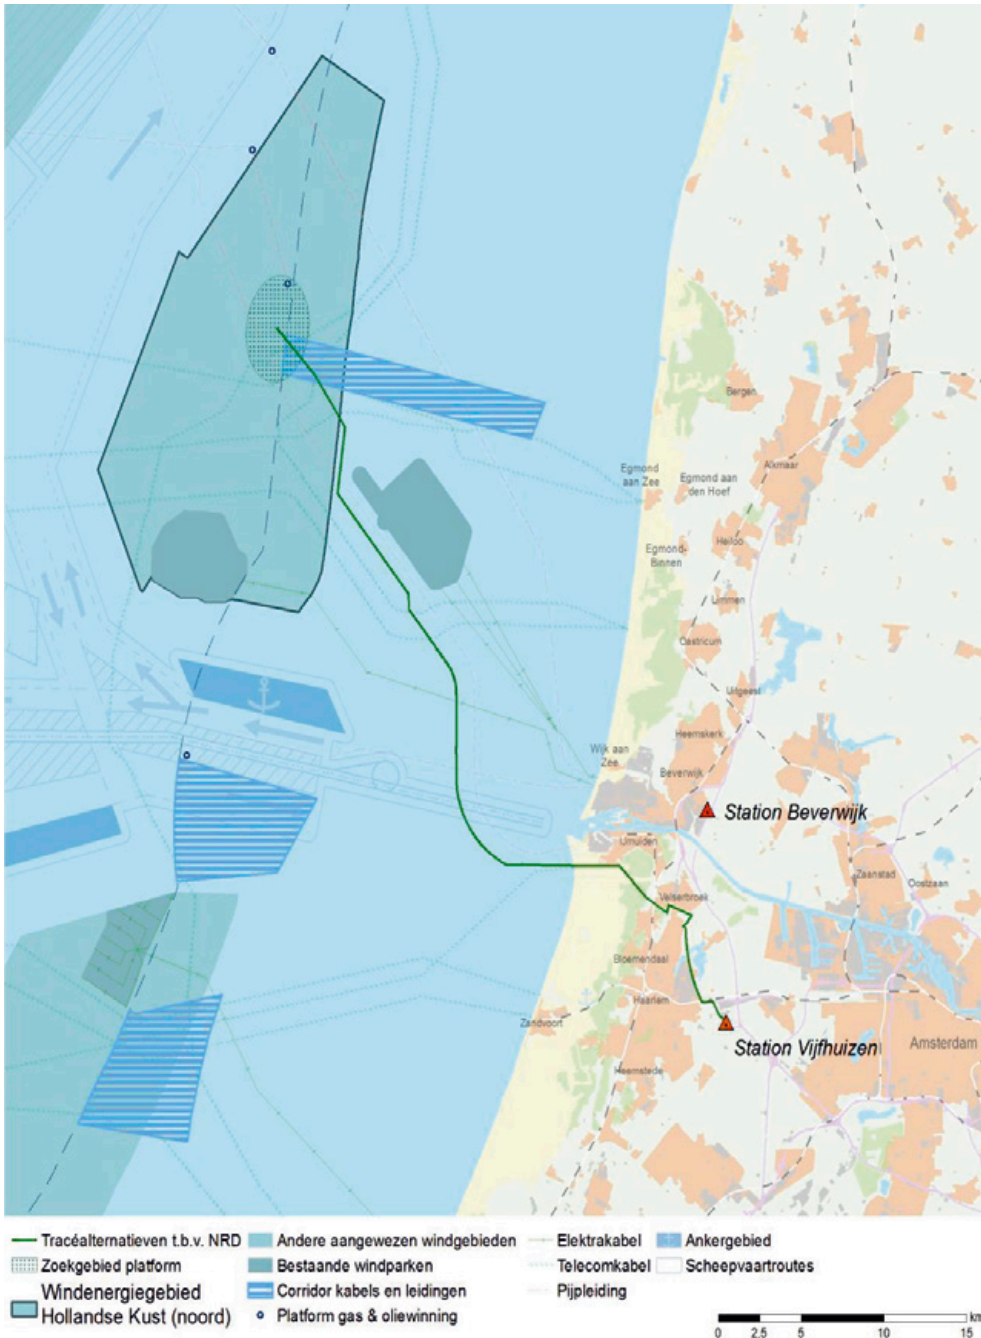 Bergen
Alkmaar
Egmond
aan Zee
Egmond aan
den Hoef
Heiloo
Egmond-
Binnen
Limmen
Castricum
Uitgeest
Heemskerk
Wijk aan
Zee
Beverwijk
Station Beverwijk
IJmuiden
Zaanstad
Oostzaan
Velserbroek
Bloemendaal
Haarlem
Zandvoort
Station Vijfhuizen
Amsterdam
Heemstede
Tracéalternatieven t.b.v. NRD
Zoekgebied platform
Windenergiegebied
Hollandse Kust (noord)
Andere aangewezen windgebieden
Bestaande windparken
Corridor kabels en leidingen
Platform gas & oliewinning
Elektrakabel
Telecomkabel
Pijpleiding
Ankergebied
Scheepvaartroutes
km
0 2.5 5 10 15